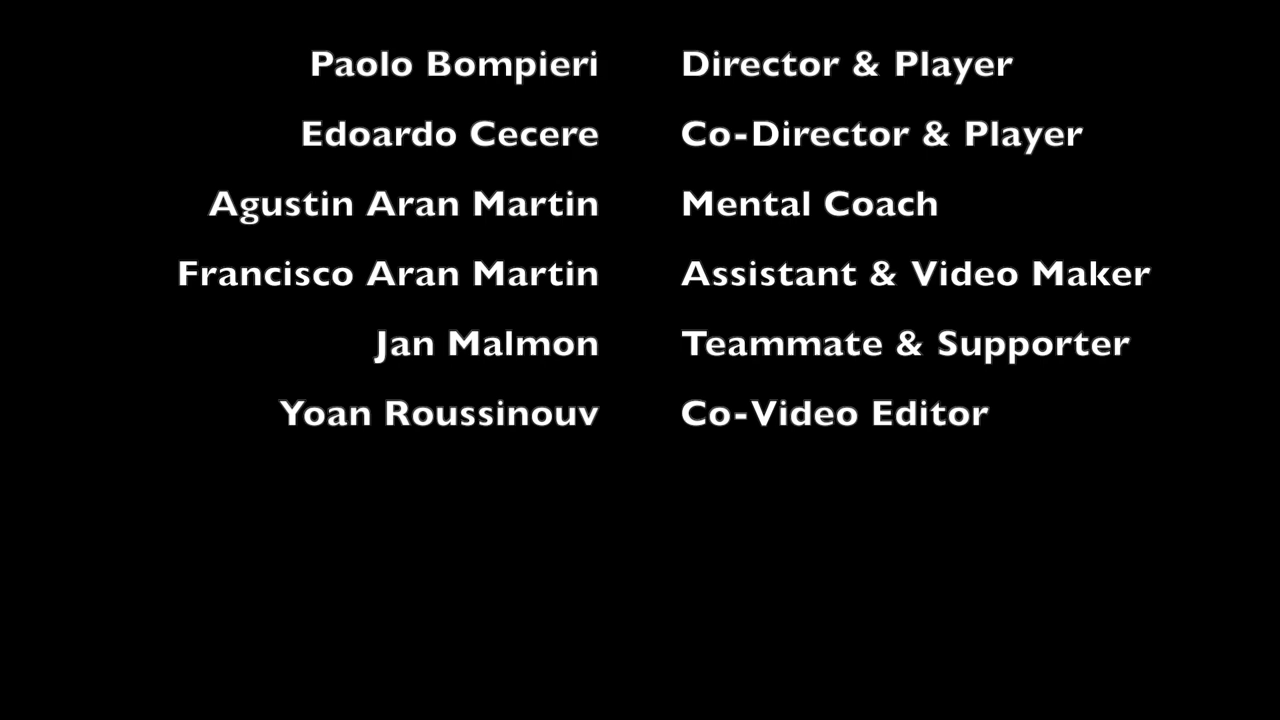 Paolo Bompieri Director & Player
Edoardo Cecere Co-Director & Player
Agustin Aran Martin Mental Coach
Francisco Aran Martin Assistant & Video Maker
Jan Malmon Teammate & Supporter
Yoan Roussinouv Co-Video Editor